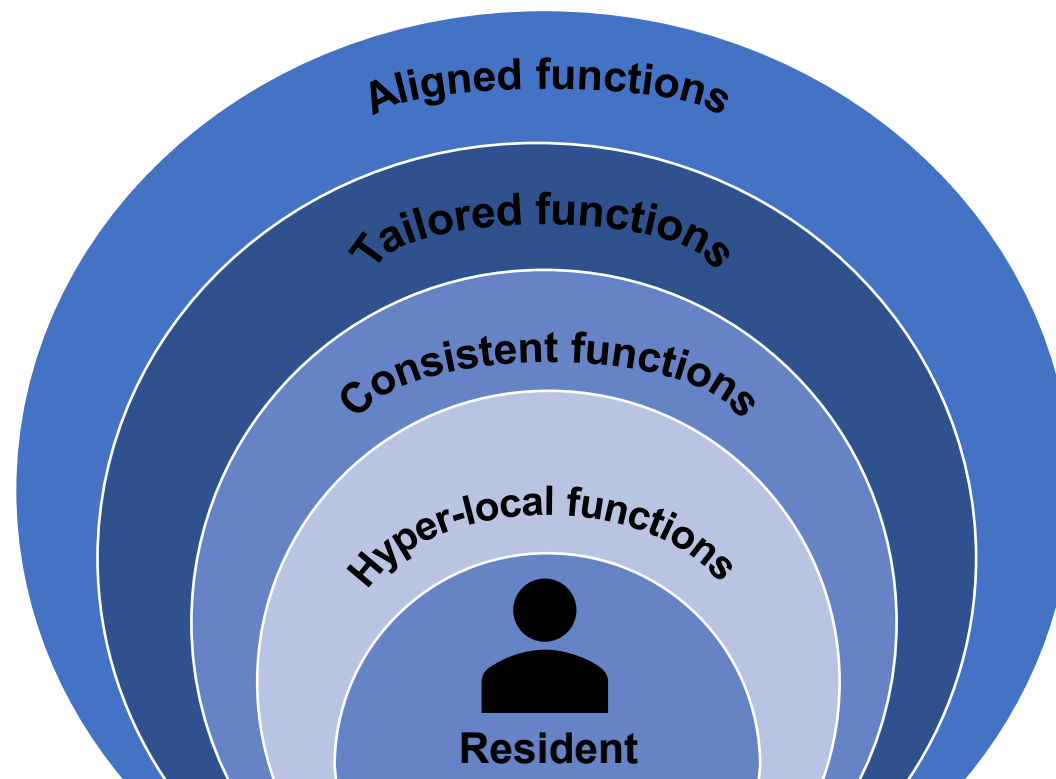 Aligned functions
Tailored functions
Consistent functions
Hyper-local functions
Resident